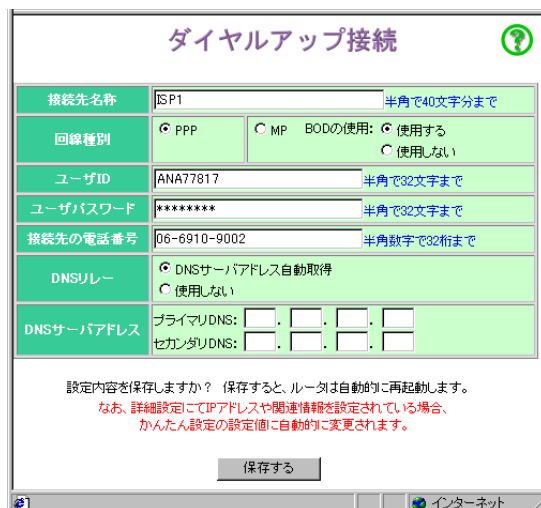 ダイヤルアップ接続 ?
接続先名称 ISP1 半角で40文字分まで
回線種別 PPP MP BODの使用: 使用する
使用しない
ユーザID ANA77817 半角で32文字まで
ユーザパスワード ******** 半角で32文字まで
接続先の電話番号 06-6910-9002 半角数字で32桁まで
DNSリレー DNSサーバアドレス自動取得
使用しない
DNSサーバアドレス プライマリDNS: . . .
セカンダリDNS: . . .
設定内容を保存しますか? 保存すると、ルータは自動的に再起動します。
なお、詳細設定にてIPアドレスや関連情報を設定されている場合、
かんたん設定の設定値に自動的に変更されます。
保存する
インターネット